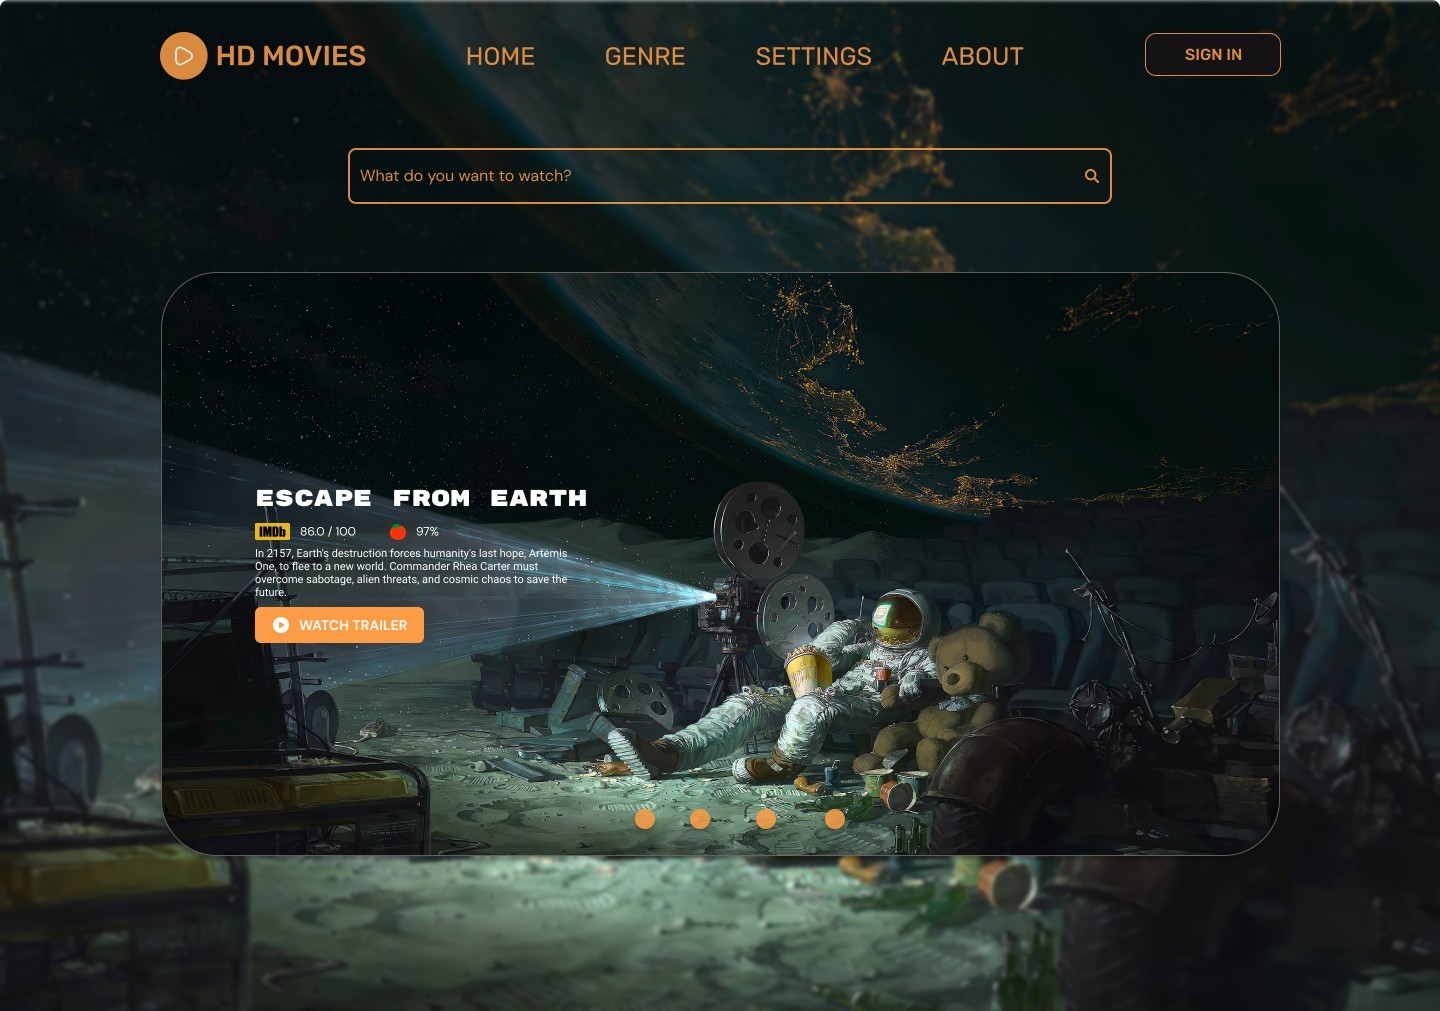 HD MOVIES
HOME
GENRE
SETTINGS
ABOUT
SIGN IN
What do you want to watch?
ESCAPE FROM EARTH
IMDb 86.0 / 100 97%
In 2157, Earth's destruction forces humanity's last hope, Artemis
One, to flee to a new world. Commander Rhea Carter must
overcome sabotage, alien threats, and cosmic chaos to save the
future.
WATCH TRAILER